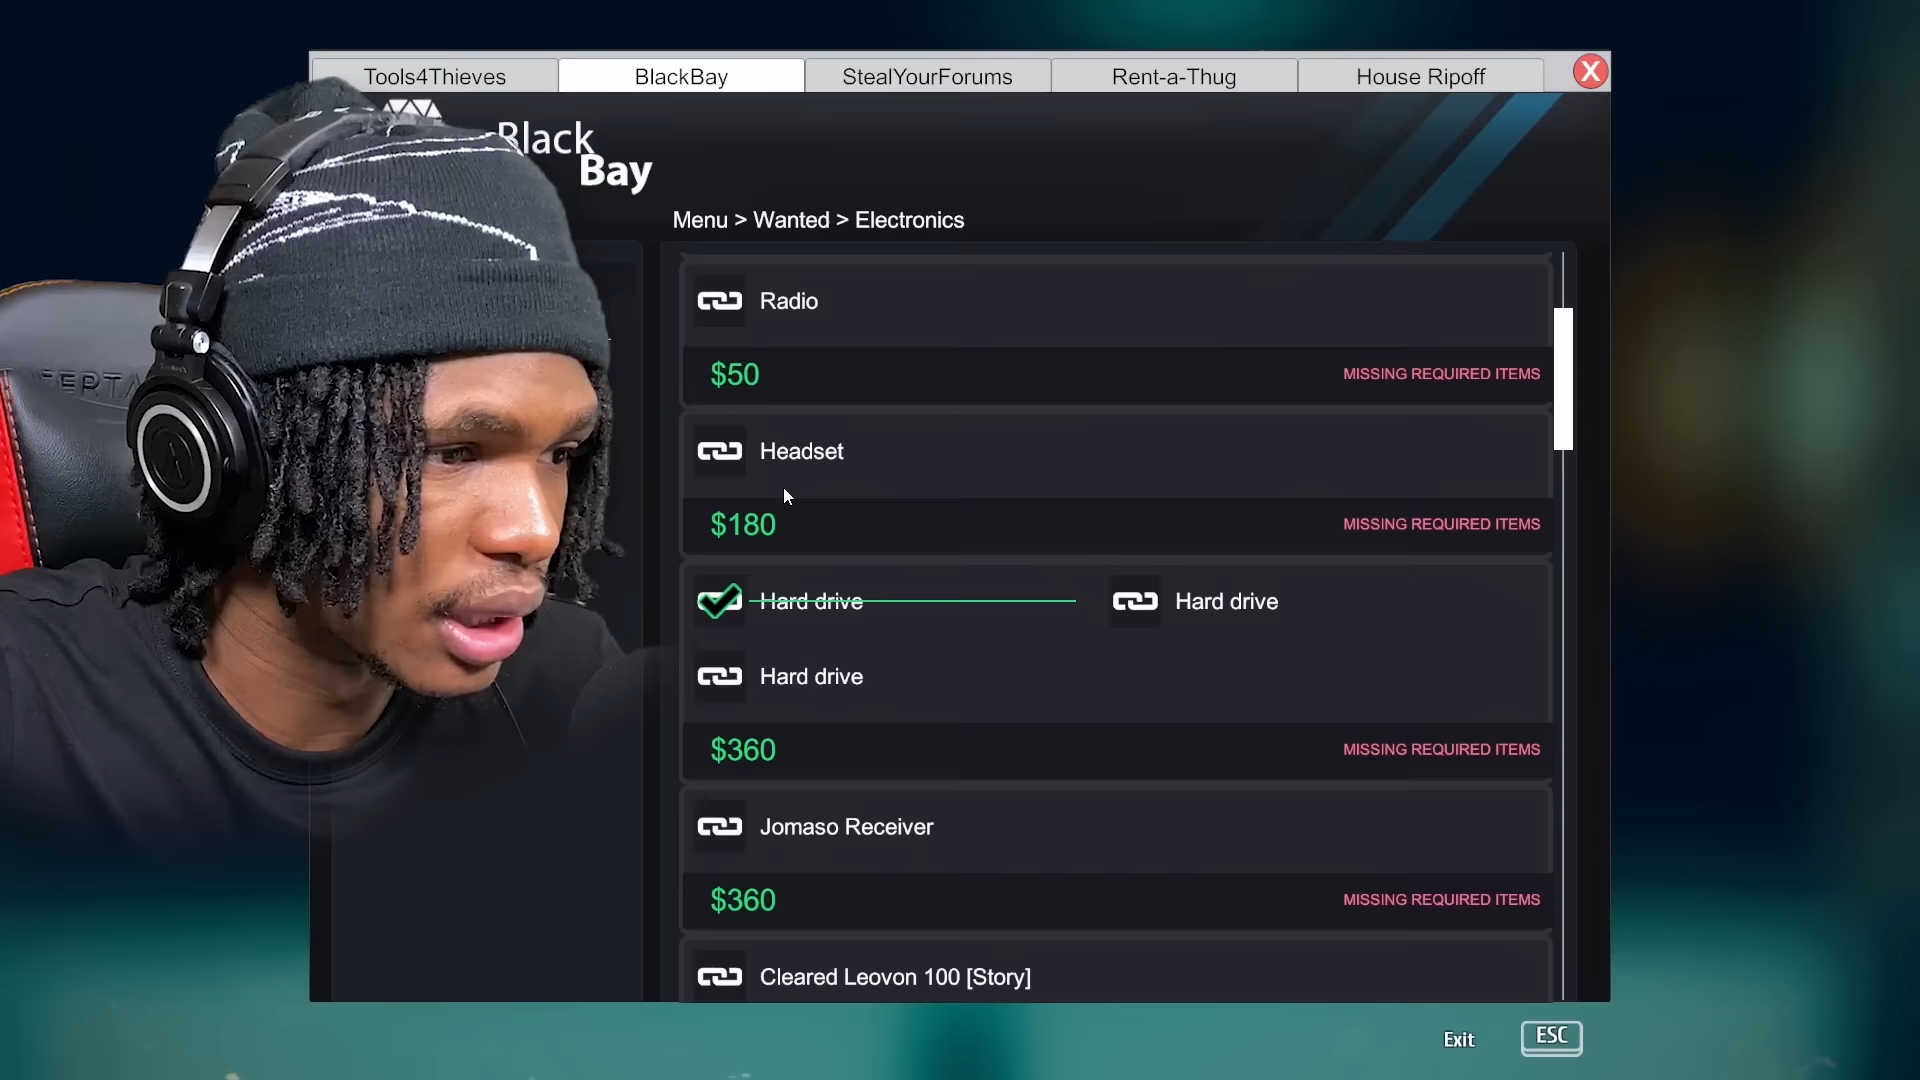 Tools4Thieves BlackBay StealYourForums Rent-a-Thug House Ripoff X
Black
Bay
Menu > Wanted > Electronics
Radio
$50 MISSING REQUIRED ITEMS
Headset
$180 MISSING REQUIRED ITEMS
Hard drive Hard drive
Hard drive
$360 MISSING REQUIRED ITEMS
Jomaso Receiver
$360 MISSING REQUIRED ITEMS
Cleared Leovon 100 [Story]
Exit ESC